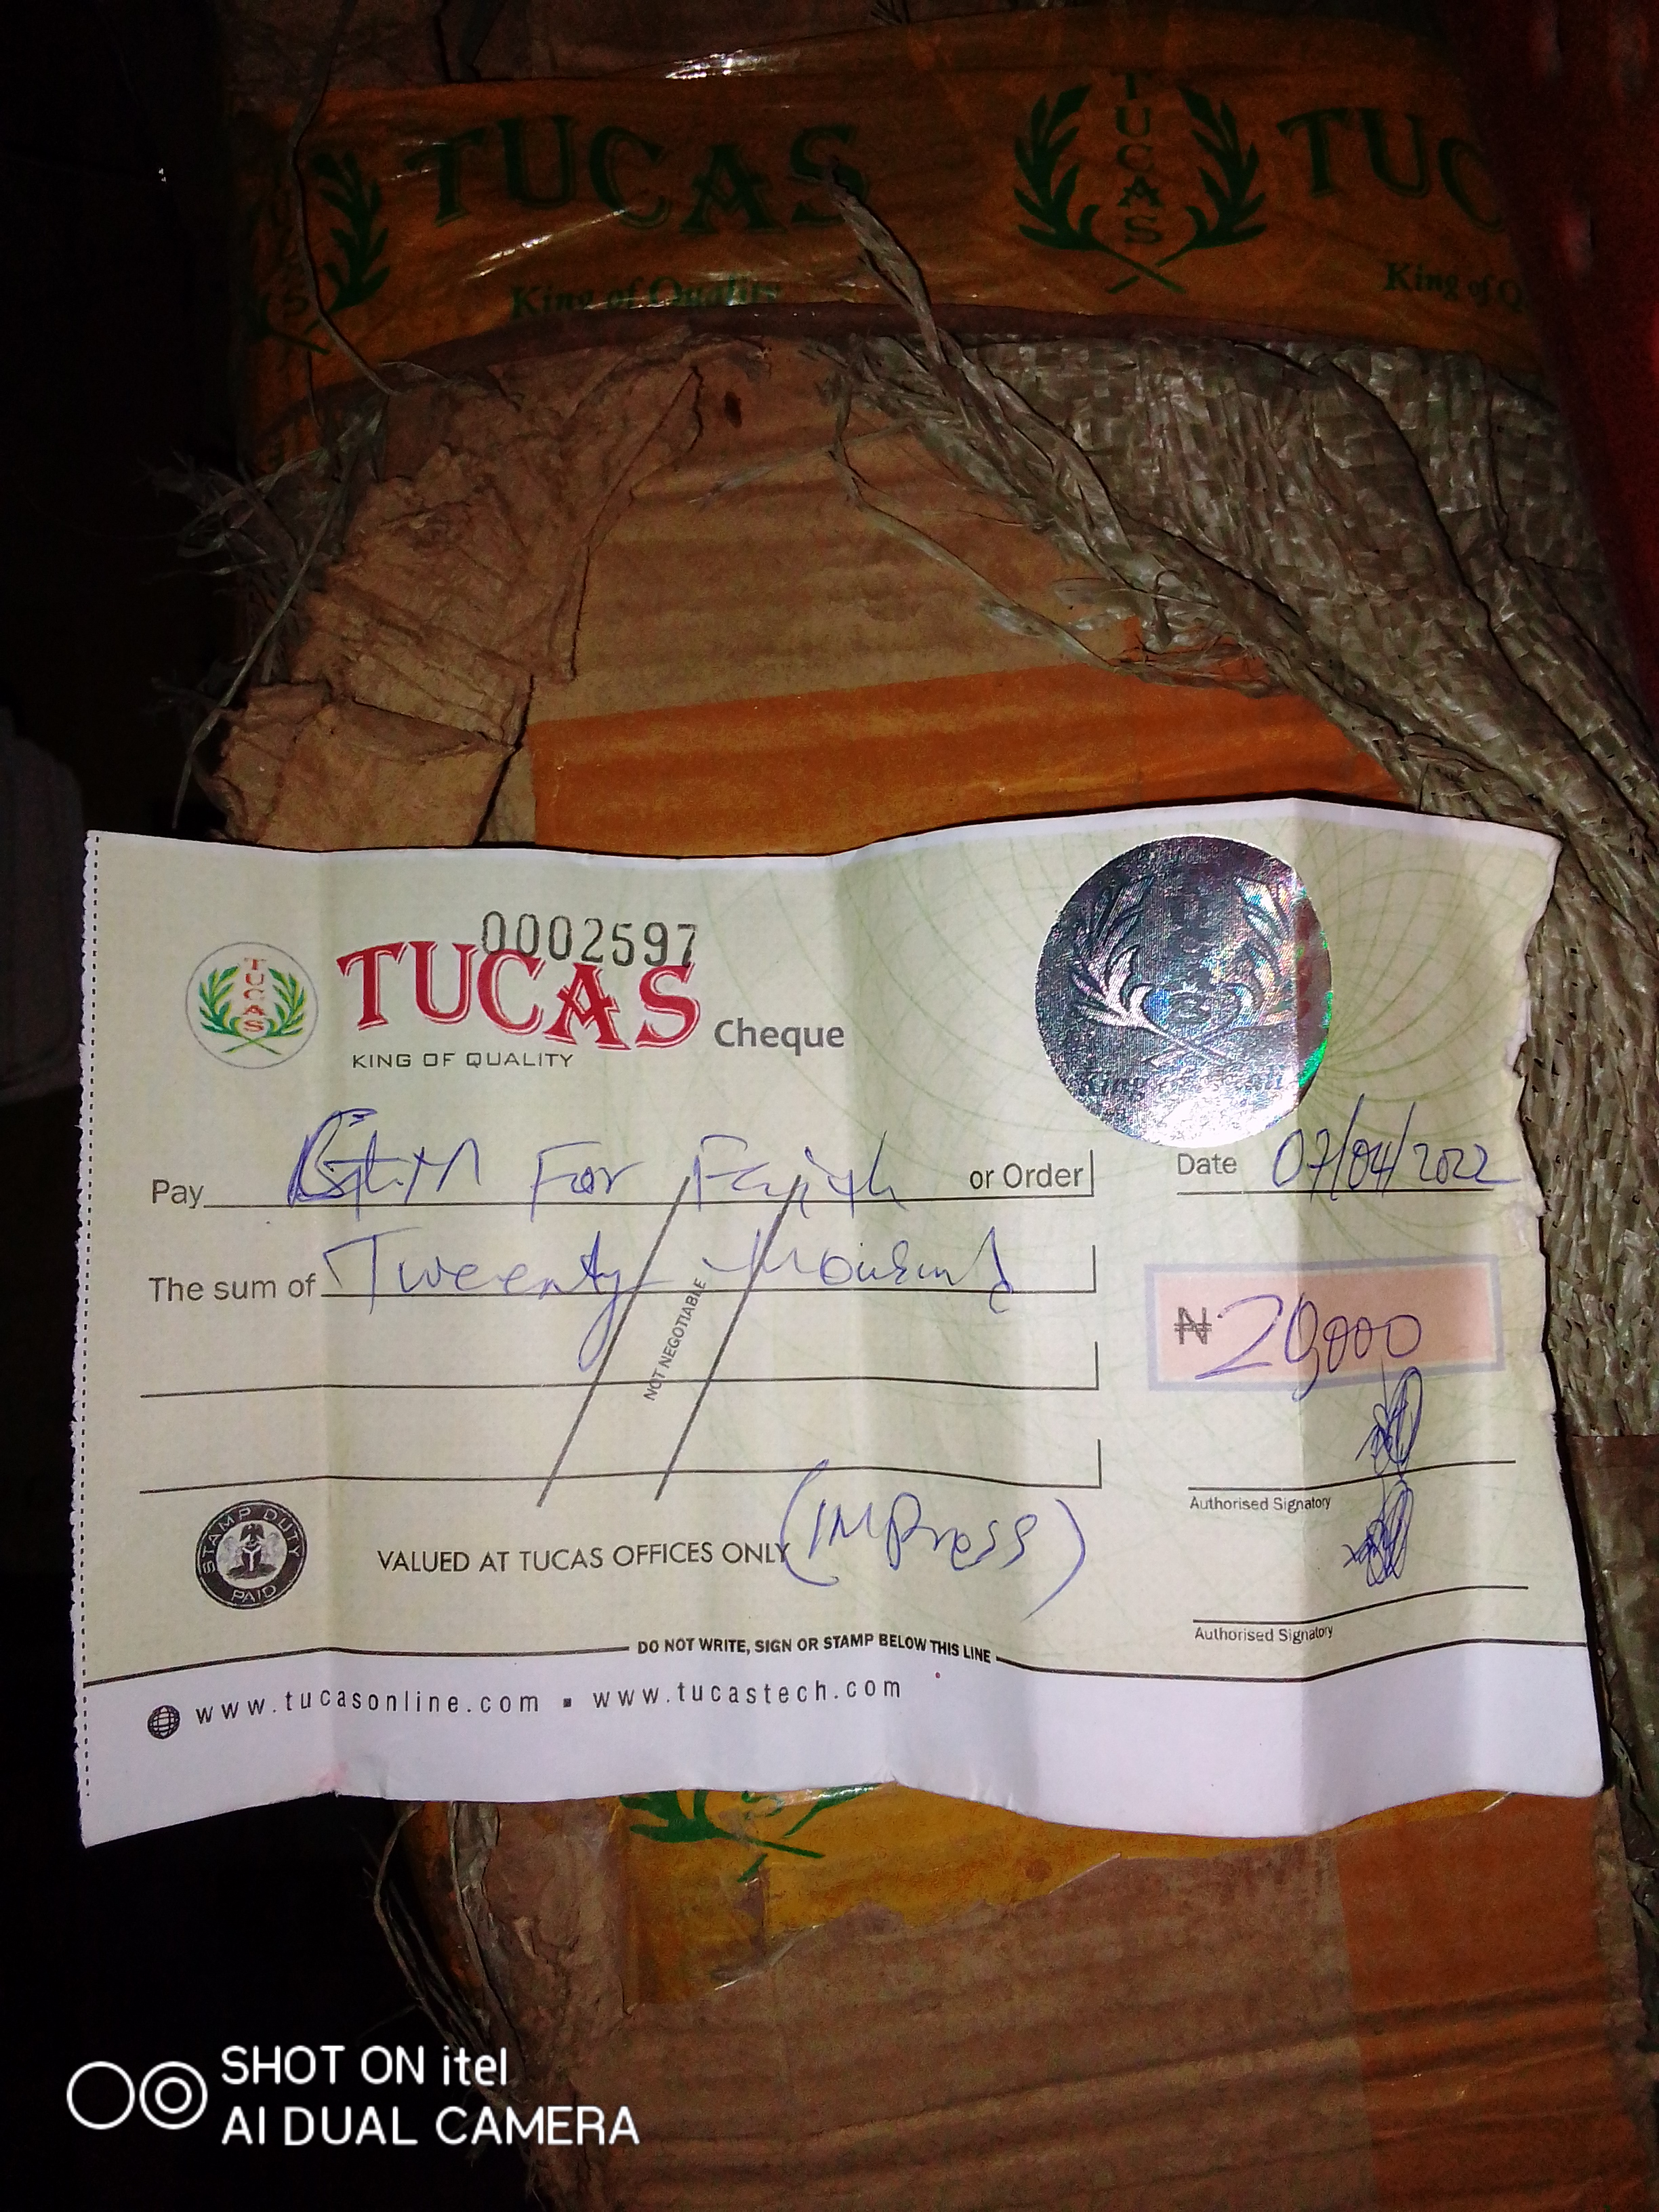 TUCAS
TUCAS
TUC
King of Quality
King of Q
0002597
TUCAS
TUCAS Cheque
KING OF QUALITY
Pay For Faith or Order
Date 07/04/2022
The sum of Tweenty thousand
NOT NEGOTIABLE
₦20,000
Authorised Signatory
STAMP DUTY
PAID
VALUED AT TUCAS OFFICES ONLY (IMPress)
Authorised Signatory
DO NOT WRITE, SIGN OR STAMP BELOW THIS LINE
www.tucasonline.com ▪ www.tucastech.com
SHOT ON itel
AI DUAL CAMERA